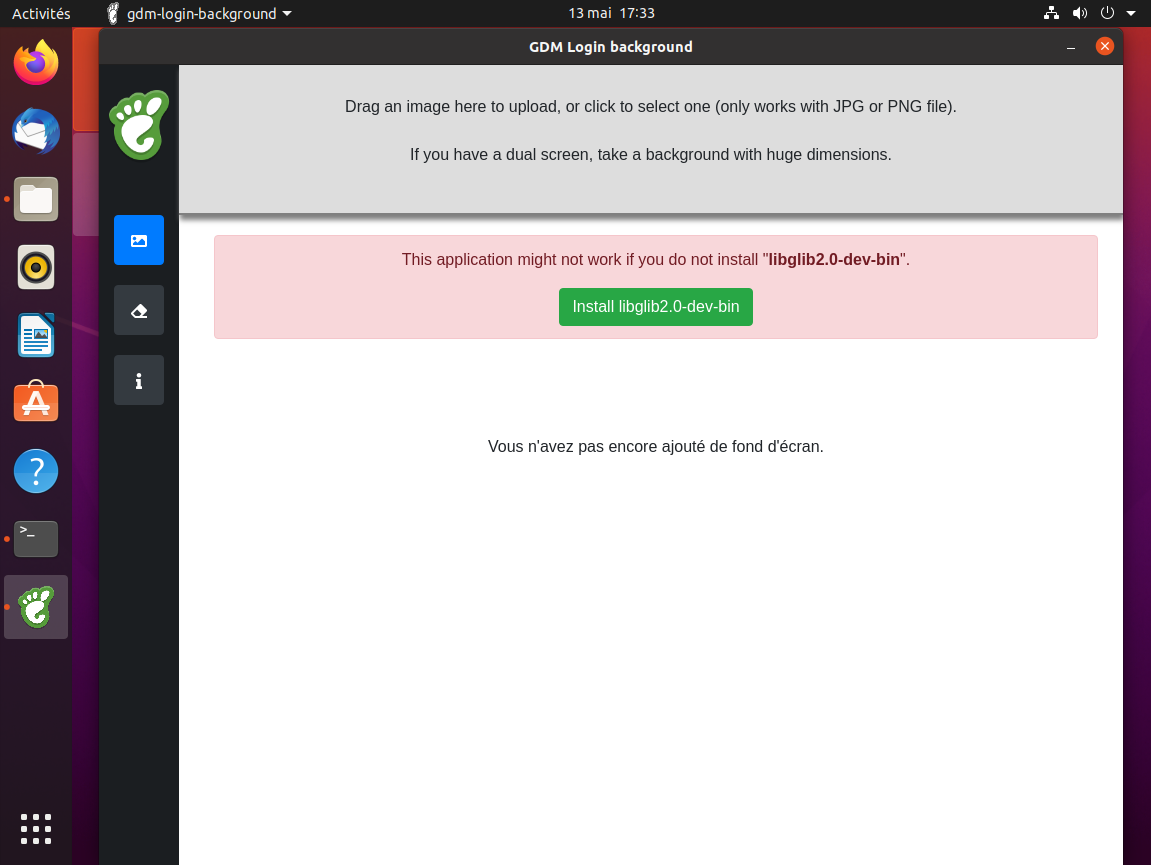 Activités
gdm-login-background
13 mai 17:33
GDM Login background
Drag an image here to upload, or click to select one (only works with JPG or PNG file).
If you have a dual screen, take a background with huge dimensions.
This application might not work if you do not install "libglib2.0-dev-bin".
Install libglib2.0-dev-bin
Vous n'avez pas encore ajouté de fond d'écran.